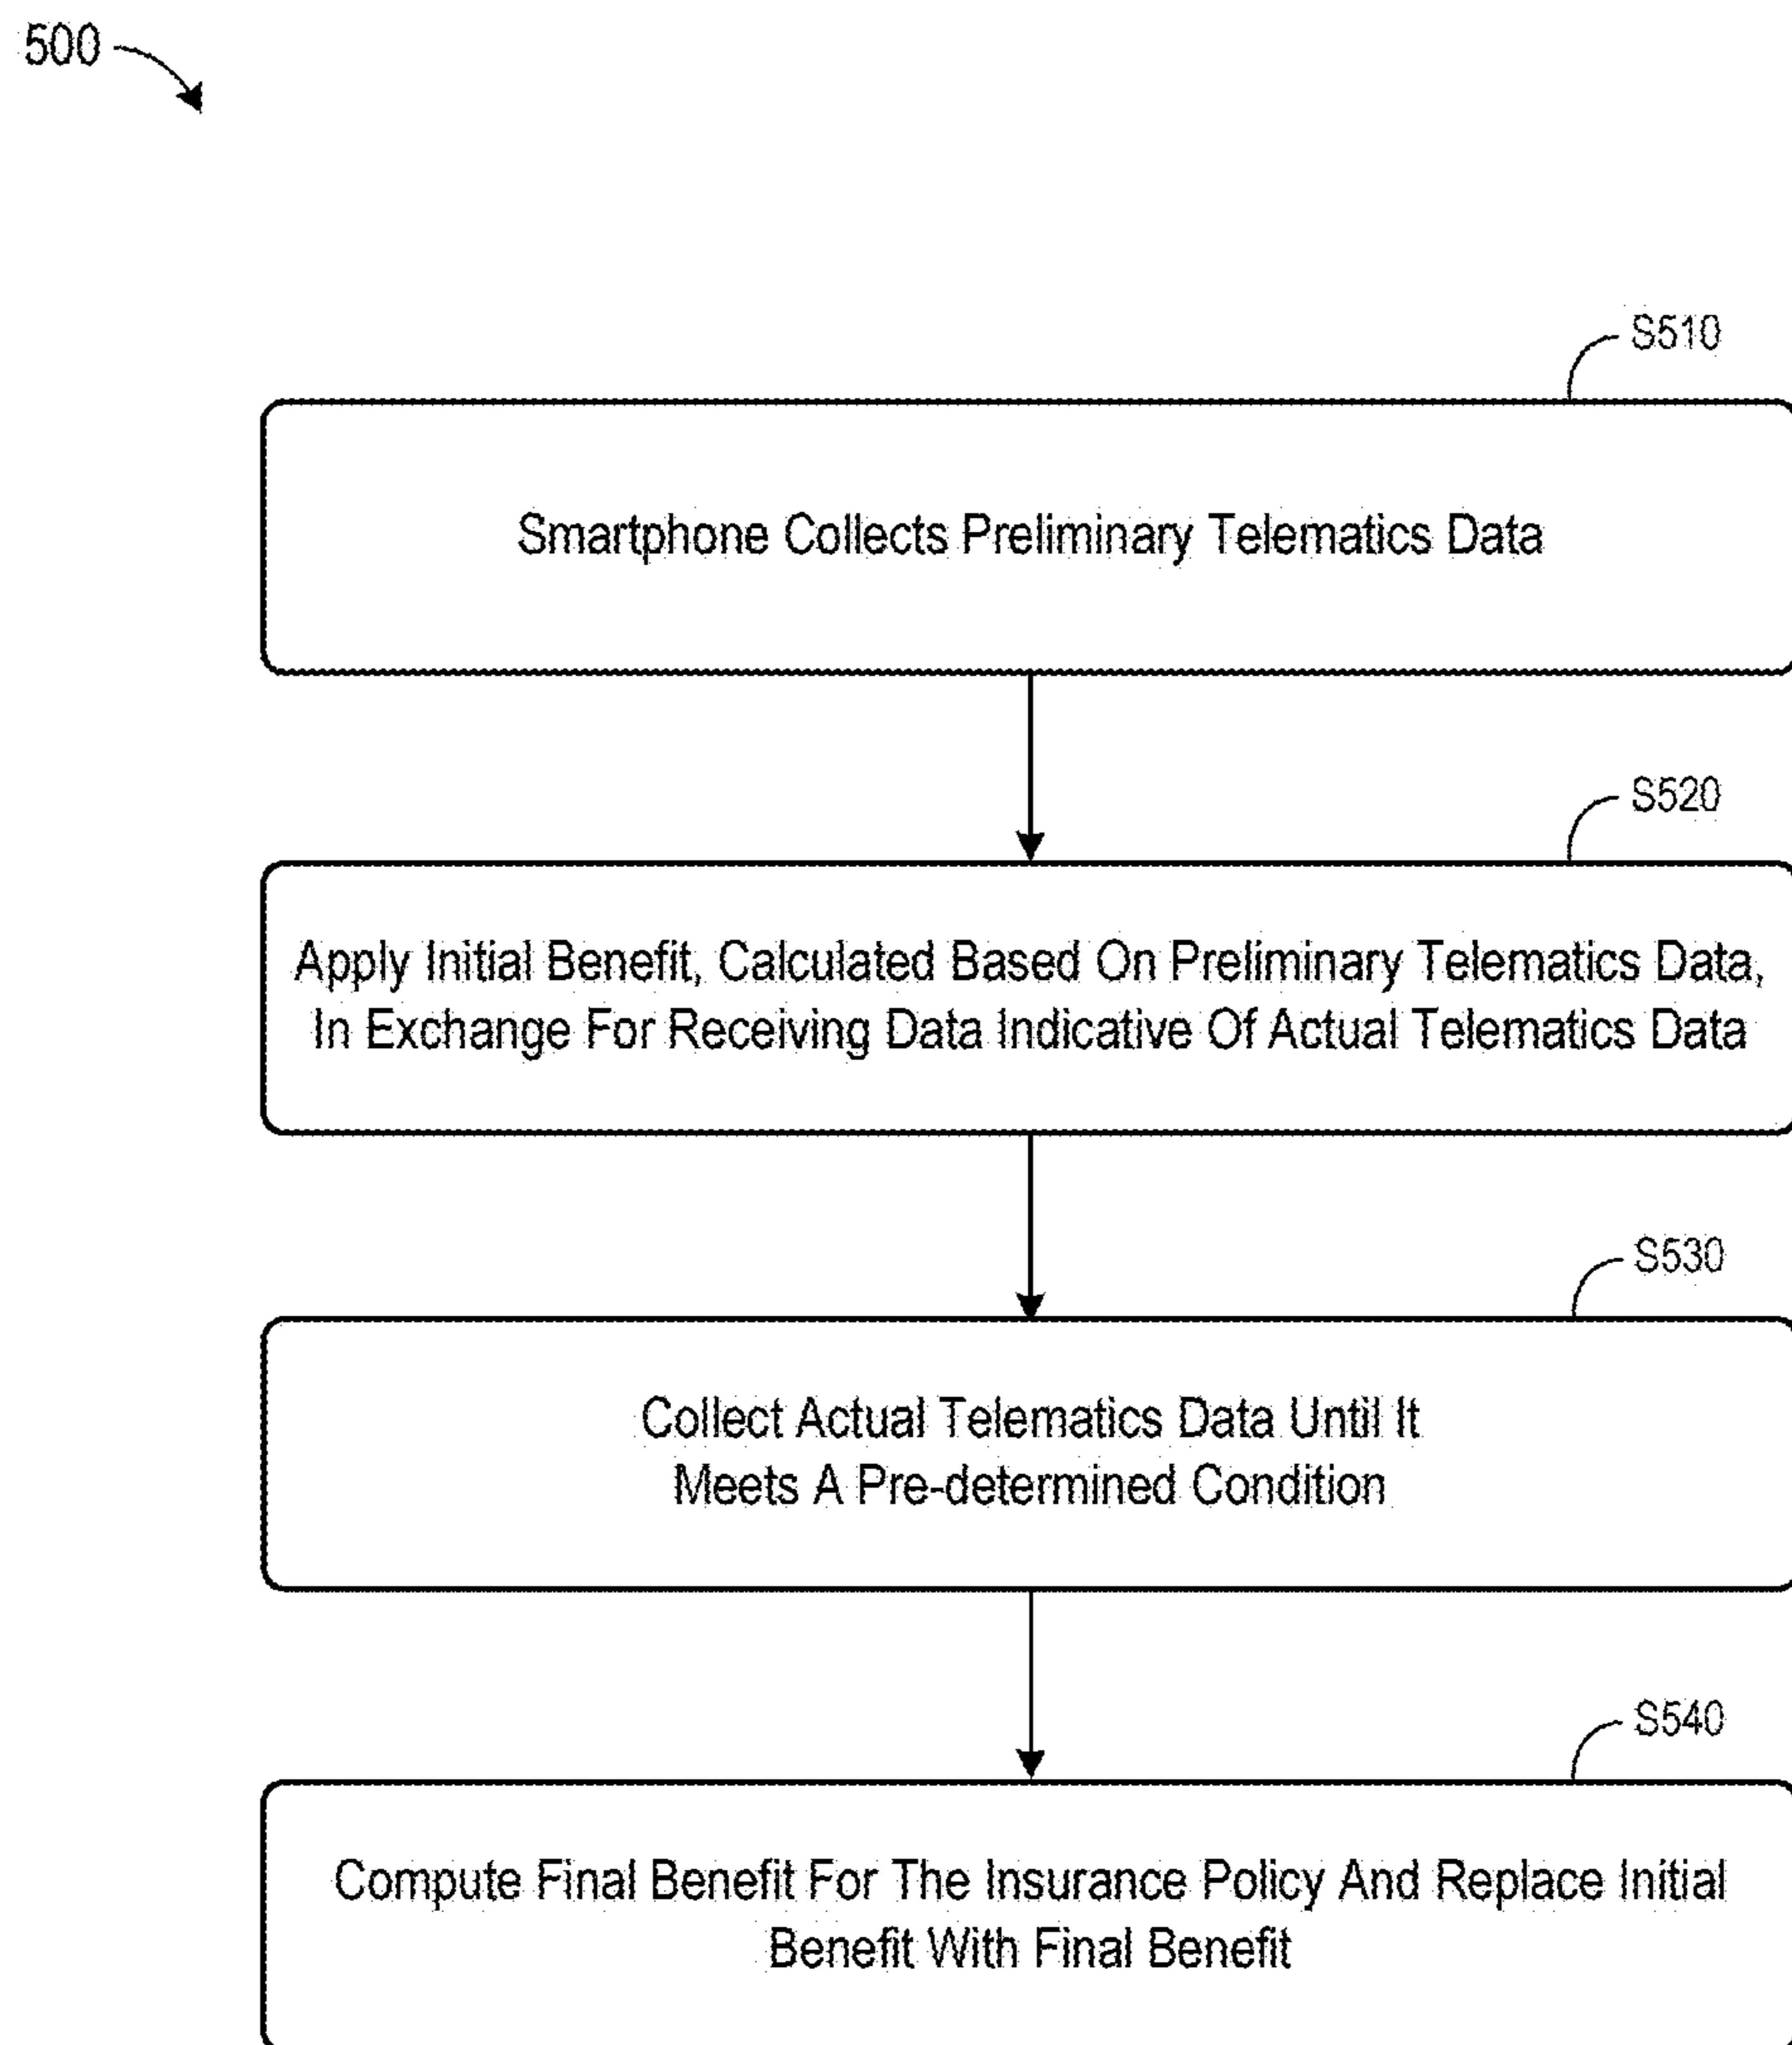 500
S510
Smartphone Collects Preliminary Telematics Data
S520
Apply Initial Benefit, Calculated Based On Preliminary Telematics Data,
In Exchange For Receiving Data Indicative Of Actual Telematics Data
S530
Collect Actual Telematics Data Until It
Meets A Pre-determined Condition
S540
Compute Final Benefit For The Insurance Policy And Replace Initial
Benefit With Final Benefit